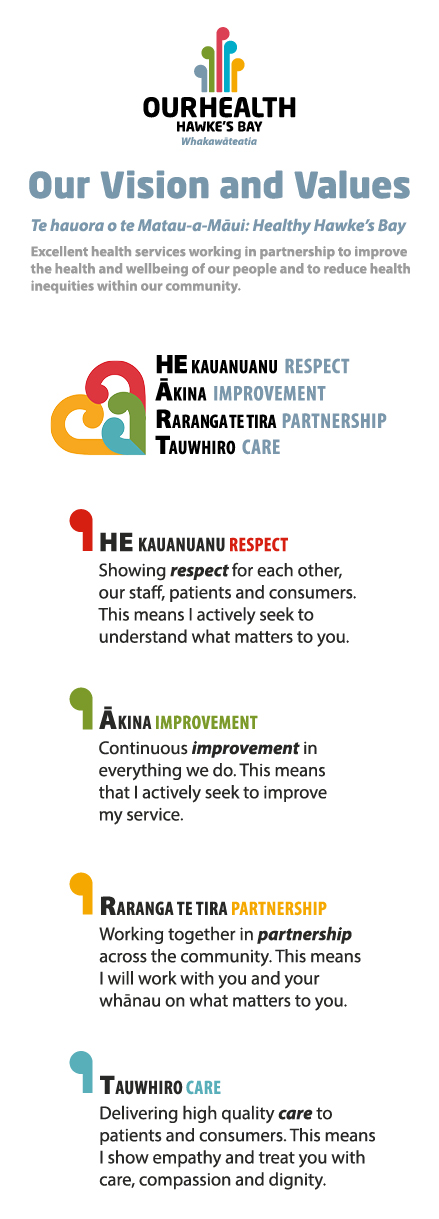 OURHEALTH
HAWKE'S BAY
Whakawāteatia
Our Vision and Values
Te hauora o te Matau-a-Māui: Healthy Hawke's Bay
Excellent health services working in partnership to improve
the health and wellbeing of our people and to reduce health
inequities within our community.
HE KAUANUANU RESPECT
ĀKINA IMPROVEMENT
RARANGA TE TIRA PARTNERSHIP
TAUWHIRO CARE
HE KAUANUANU RESPECT
Showing respect for each other,
our staff, patients and consumers.
This means I actively seek to
understand what matters to you.
ĀKINA IMPROVEMENT
Continuous improvement in
everything we do. This means
that I actively seek to improve
my service.
RARANGA TE TIRA PARTNERSHIP
Working together in partnership
across the community. This means
I will work with you and your
whānau on what matters to you.
TAUWHIRO CARE
Delivering high quality care to
patients and consumers. This means
I show empathy and treat you with
care, compassion and dignity.